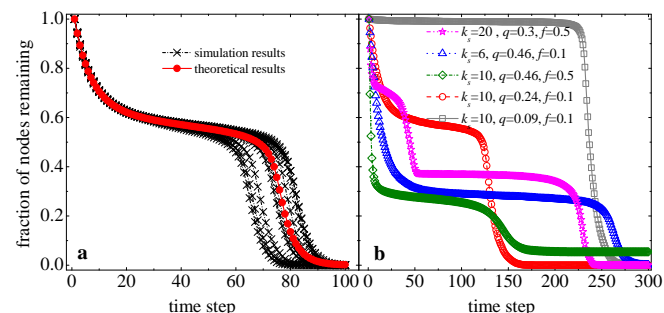 fraction of nodes remaining
1.0
0.8
0.6
0.4
0.2
0.0
simulation results
theoretical results
a
0 20 40 60 80 100
time step
k_s=20 , q=0.3, f=0.5
k_s=6, q=0.46, f=0.1
k_s=10, q=0.46, f=0.5
k_s=10, q=0.24, f=0.1
k_s=10, q=0.09, f=0.1
b
0 50 100 150 200 250 300
time step